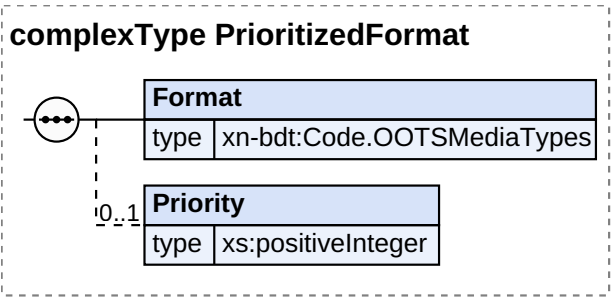 complexType PrioritizedFormat
Format
type xn-bdt:Code.OOTSMediaTypes
0..1 Priority
type xs:positiveInteger